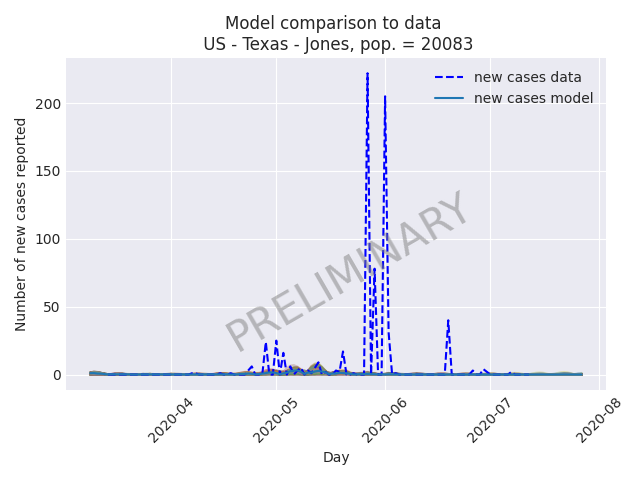 Model comparison to data
US - Texas - Jones, pop. = 20083
new cases data
new cases model
200
150
100
50
0
Number of new cases reported
PRELIMINARY
2020-04
2020-05
2020-06
2020-07
2020-08
Day